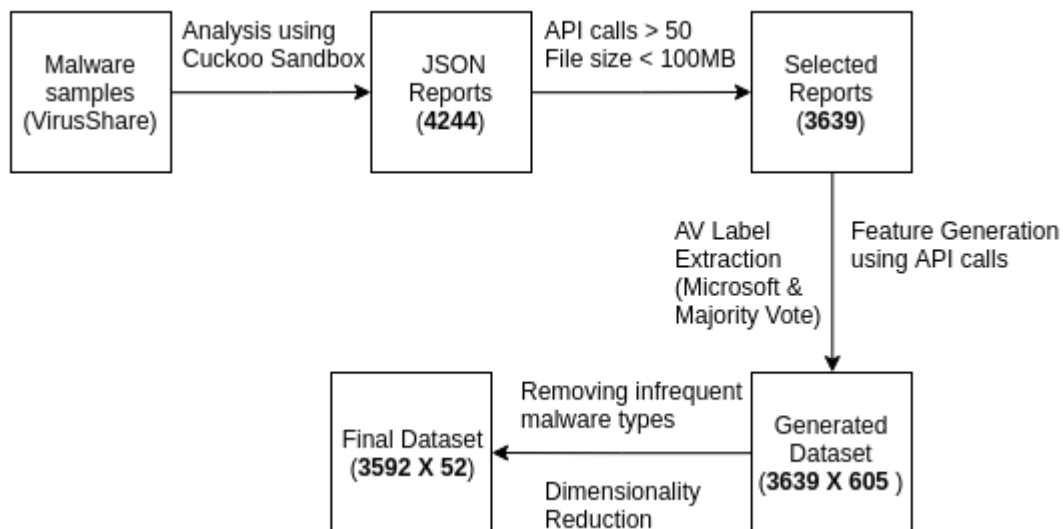 Malware
samples
(VirusShare)
Analysis using
Cuckoo Sandbox
JSON
Reports
(4244)
API calls > 50
File size < 100MB
Selected
Reports
(3639)
AV Label
Extraction
(Microsoft &
Majority Vote)
Feature Generation
using API calls
Generated
Dataset
(3639 X 605 )
Removing infrequent
malware types
Dimensionality
Reduction
Final Dataset
(3592 X 52)